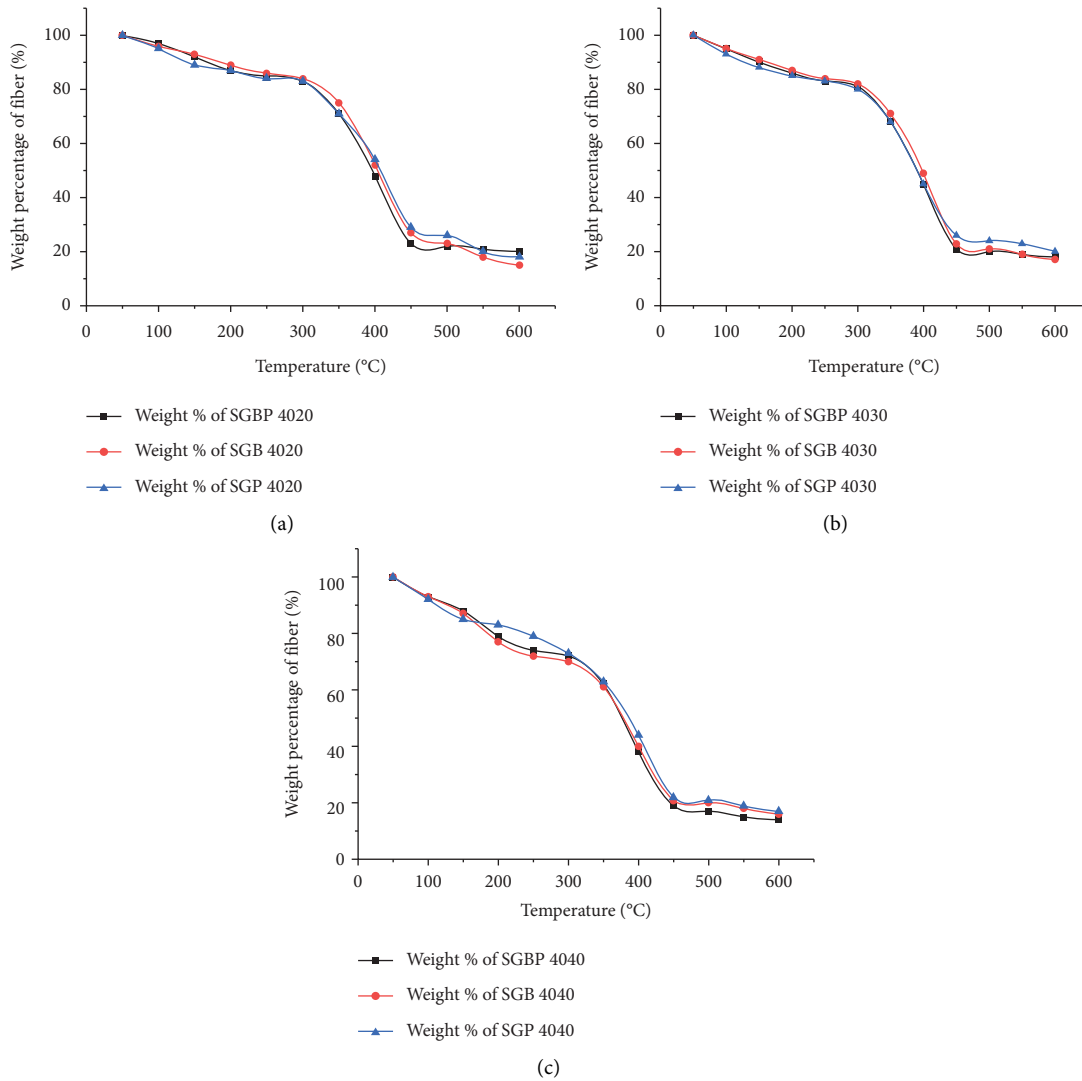 100
80
60
40
20
0
Weight percentage of fiber (%)
0 100 200 300 400 500 600
Temperature (°C)
Weight % of SGBP 4020
Weight % of SGB 4020
Weight % of SGP 4020
(a)
100
80
60
40
20
0
Weight percentage of fiber (%)
0 100 200 300 400 500 600
Temperature (°C)
Weight % of SGBP 4030
Weight % of SGB 4030
Weight % of SGP 4030
(b)
100
80
60
40
20
0
Weight percentage of fiber (%)
0 100 200 300 400 500 600
Temperature (°C)
Weight % of SGBP 4040
Weight % of SGB 4040
Weight % of SGP 4040
(c)